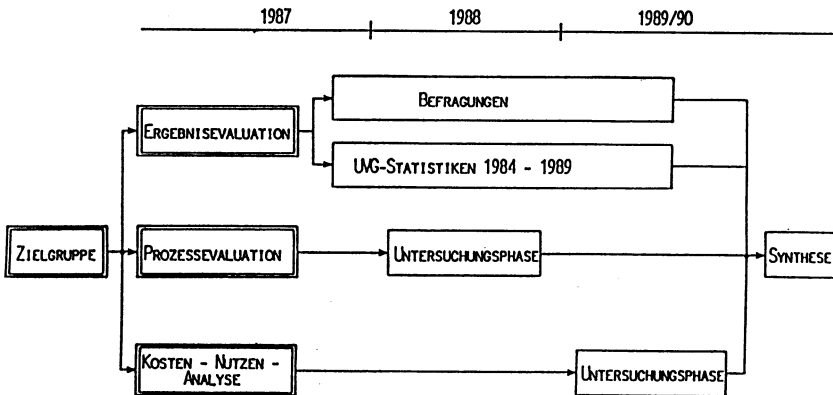 1987 1988 1989/90
BEFRAGUNGEN
ERGEBNISEVALUATION
UVG-STATISTIKEN 1984 - 1989
ZIELGRUPPE
PROZESSEVALUATION
UNTERSUCHUNGSPHASE
SYNTHESE
KOSTEN - NUTZEN -
ANALYSE
UNTERSUCHUNGSPHASE